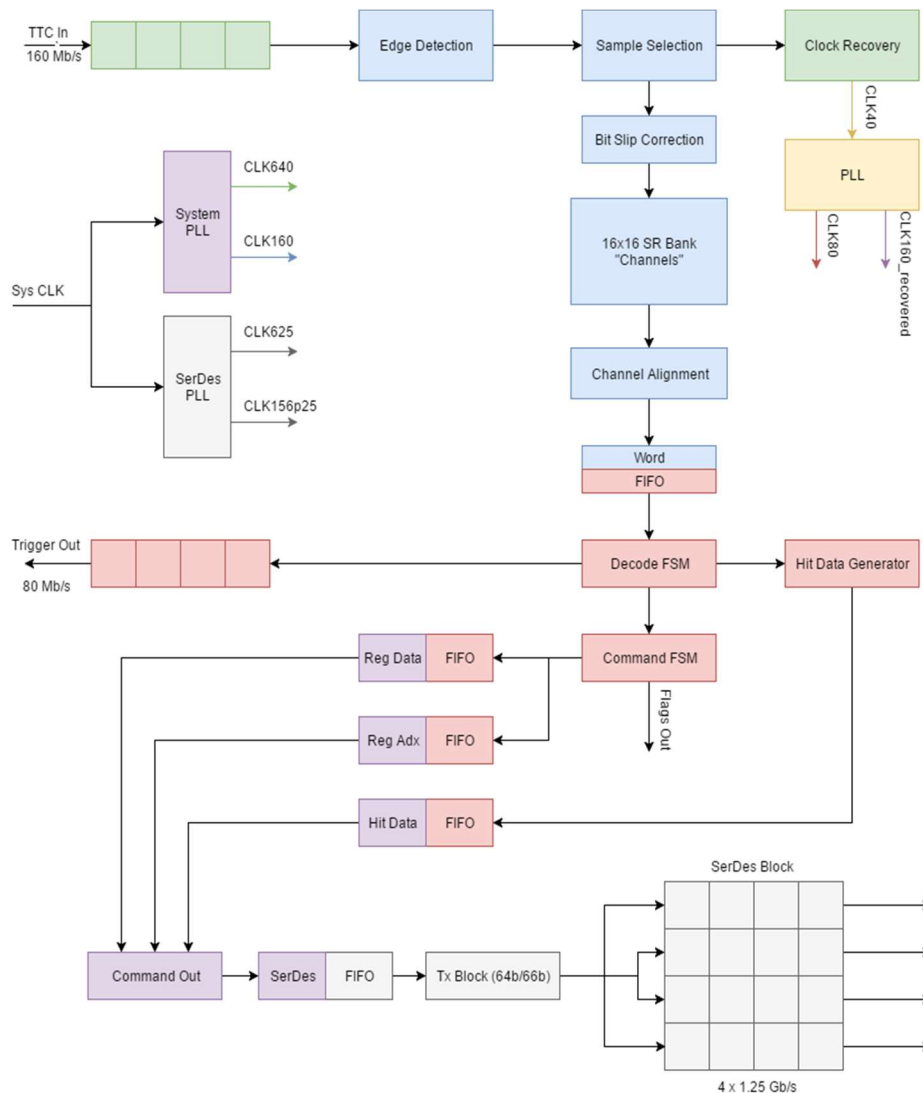 TTC In
160 Mb/s
Edge Detection
Sample Selection
Clock Recovery
CLK40
Bit Slip Correction
PLL
CLK80
CLK160_recovered
System
PLL
CLK640
CLK160
16x16 SR Bank
"Channels"
Sys CLK
SerDes
PLL
CLK625
CLK156p25
Channel Alignment
Word
FIFO
Trigger Out
80 Mb/s
Decode FSM
Hit Data Generator
Reg Data
FIFO
Command FSM
Flags Out
Reg Adx
FIFO
Hit Data
FIFO
SerDes Block
Command Out
SerDes
FIFO
Tx Block (64b/66b)
4 x 1.25 Gb/s